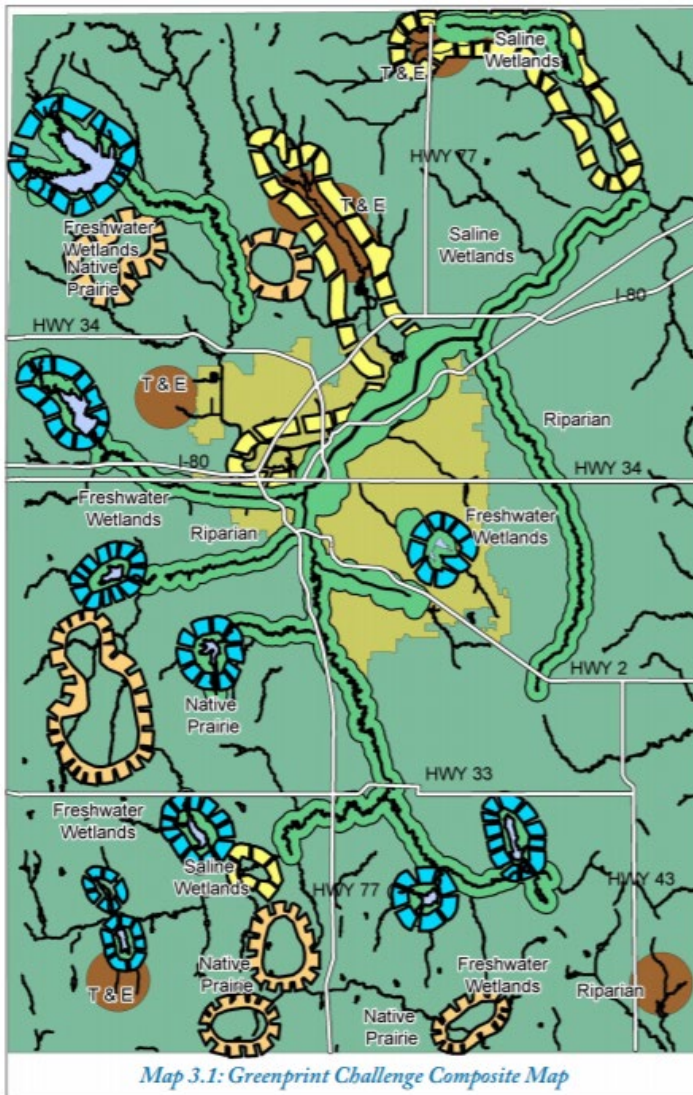 Saline
Wetlands
T & E
HWY 77
T & E
Freshwater
Wetlands
Native
Prairie
Saline
Wetlands
I-80
HWY 34
T & E
Riparian
I-80
HWY 34
Freshwater
Wetlands
Freshwater
Wetlands
Riparian
HWY 2
Native
Prairie
HWY 33
Freshwater
Wetlands
Saline
Wetlands
HWY 77
HWY 43
Native
Prairie
Freshwater
Wetlands
T & E
Riparian
Native
Prairie
Map 3.1: Greenprint Challenge Composite Map